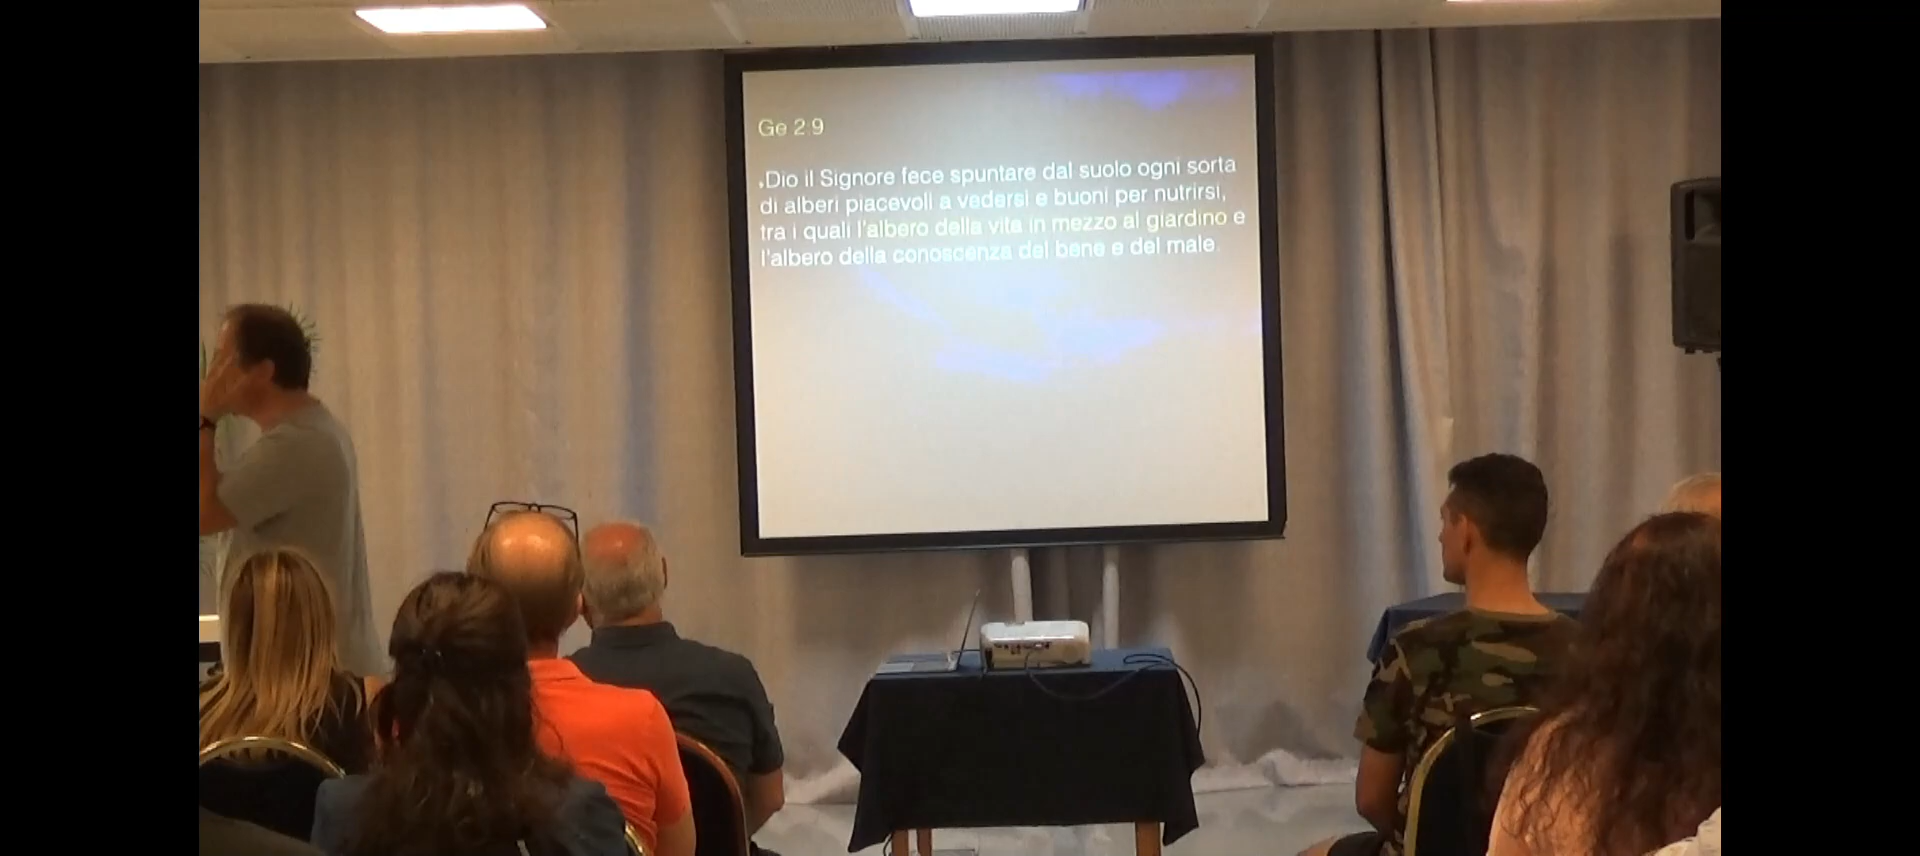 Ge 2:9
.Dio il Signore fece spuntare dal suolo ogni sorta
di alberi piacevoli a vedersi e buoni per nutrirsi,
tra i quali l'albero della vita in mezzo al giardino e
l'albero della conoscenza del bene e del male.